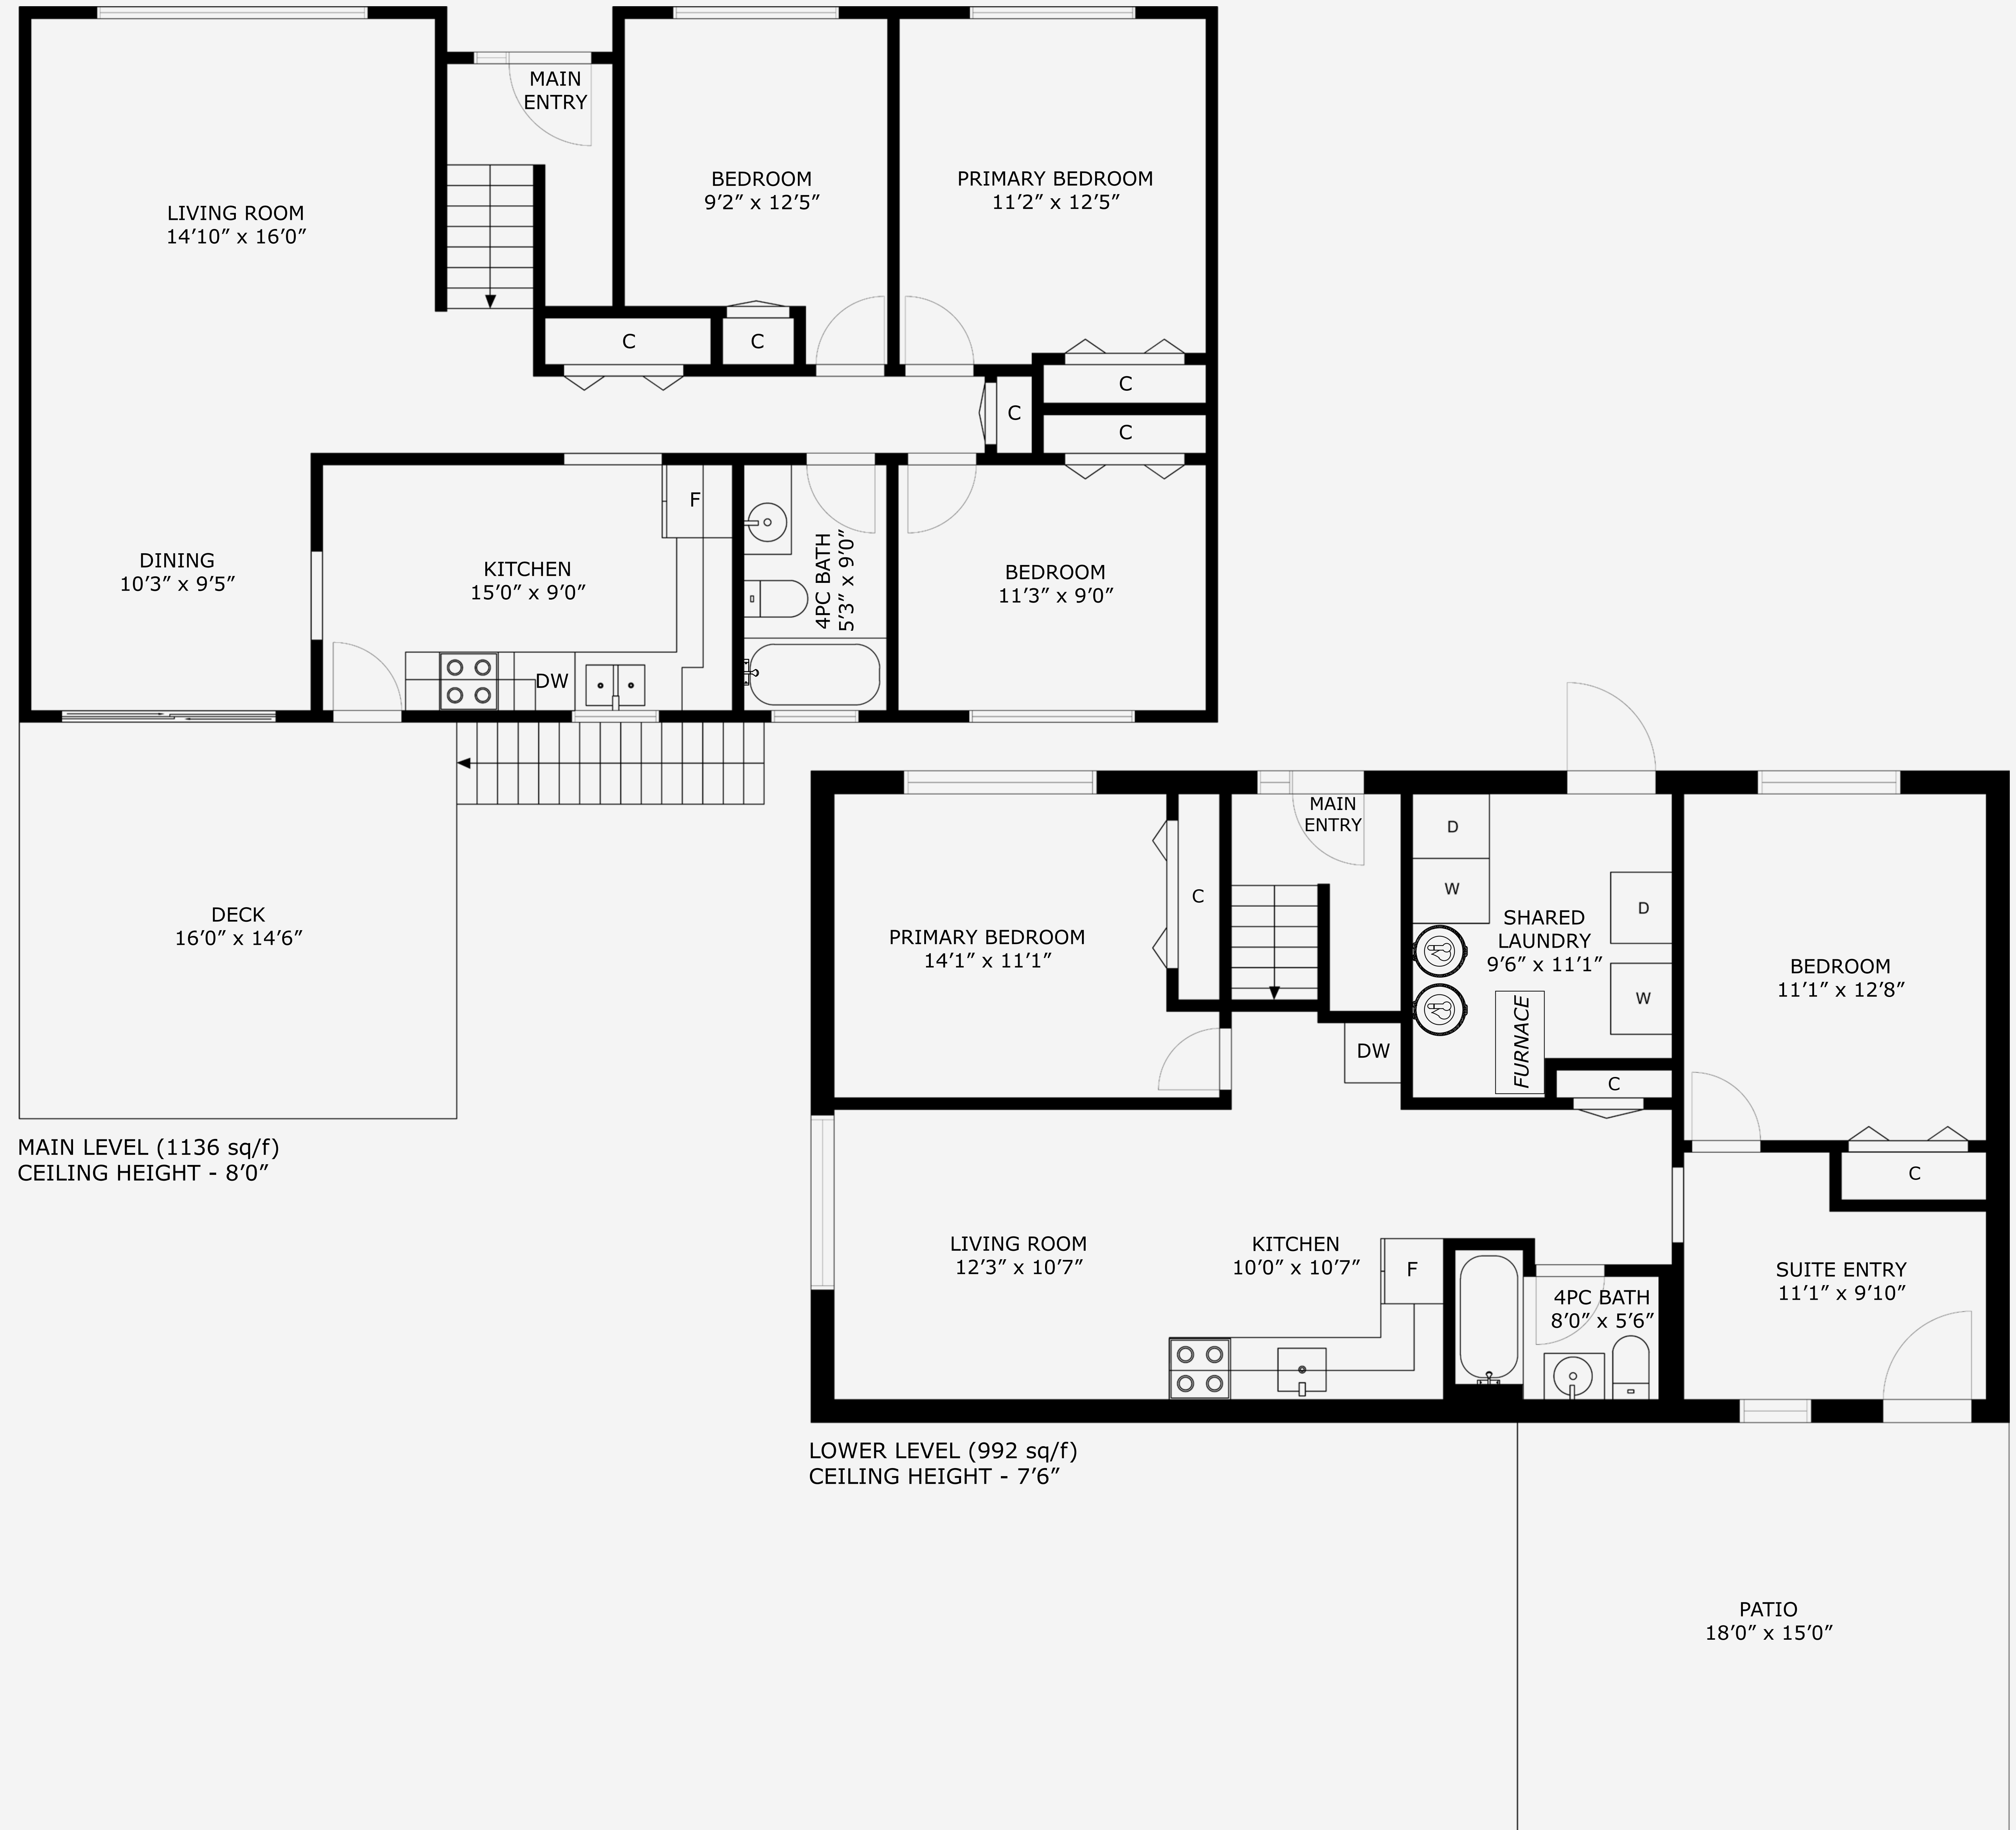 MAIN
ENTRY
LIVING ROOM
14’10” x 16’0”
BEDROOM
9’2” x 12’5”
PRIMARY BEDROOM
11’2” x 12’5”
C
C
C
C
C
DINING
10’3” x 9’5”
KITCHEN
15’0” x 9’0”
F
DW
4PC BATH
5’3” x 9’0”
BEDROOM
11’3” x 9’0”
DECK
16’0” x 14’6”
MAIN LEVEL (1136 sq/f)
CEILING HEIGHT - 8’0”
PRIMARY BEDROOM
14’1” x 11’1”
C
MAIN
ENTRY
DW
D
W
SHARED
LAUNDRY
9’6” x 11’1”
D
W
FURNACE
C
BEDROOM
11’1” x 12’8”
C
LIVING ROOM
12’3” x 10’7”
KITCHEN
10’0” x 10’7”
F
4PC BATH
8’0” x 5’6”
SUITE ENTRY
11’1” x 9’10”
LOWER LEVEL (992 sq/f)
CEILING HEIGHT - 7’6”
PATIO
18’0” x 15’0”